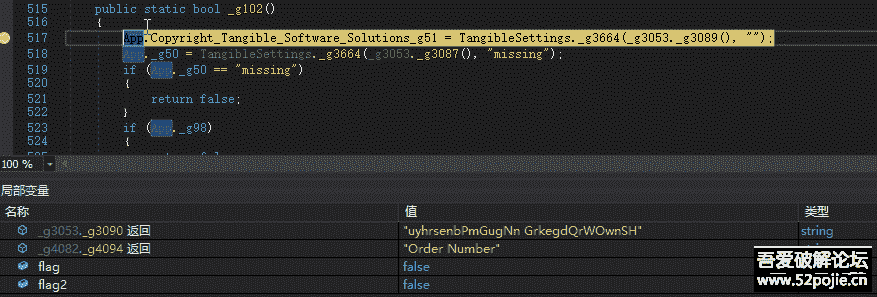 515 public static bool _g102()
516 {
517 App.Copyright_Tangible_Software_Solutions_g51 = TangibleSettings._g3664(_g3053._g3089(), "");
518 App._g50 = TangibleSettings._g3664(_g3053._g3087(), "missing");
519 if (App._g50 == "missing")
520 {
521 return false;
522 }
523 if (App._g98)
524 {
100 %
局部变量
名称 值 类型
_g3053._g3090 返回 "uyhrsenbPmGugNn GrkegdQrWOwnSH" string
_g4082._g4094 返回 "Order Number"
flag false
flag2 false
吾爱破解论坛
www.52pojie.cn